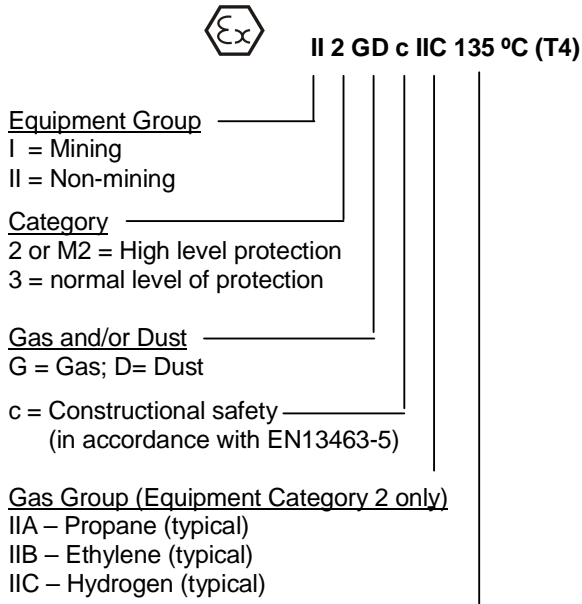 Ex II 2 GD c IIC 135 ºC (T4)
Equipment Group
I = Mining
II = Non-mining
Category
2 or M2 = High level protection
3 = normal level of protection
Gas and/or Dust
G = Gas; D= Dust
c = Constructional safety
(in accordance with EN13463-5)
Gas Group (Equipment Category 2 only)
IIA – Propane (typical)
IIB – Ethylene (typical)
IIC – Hydrogen (typical)